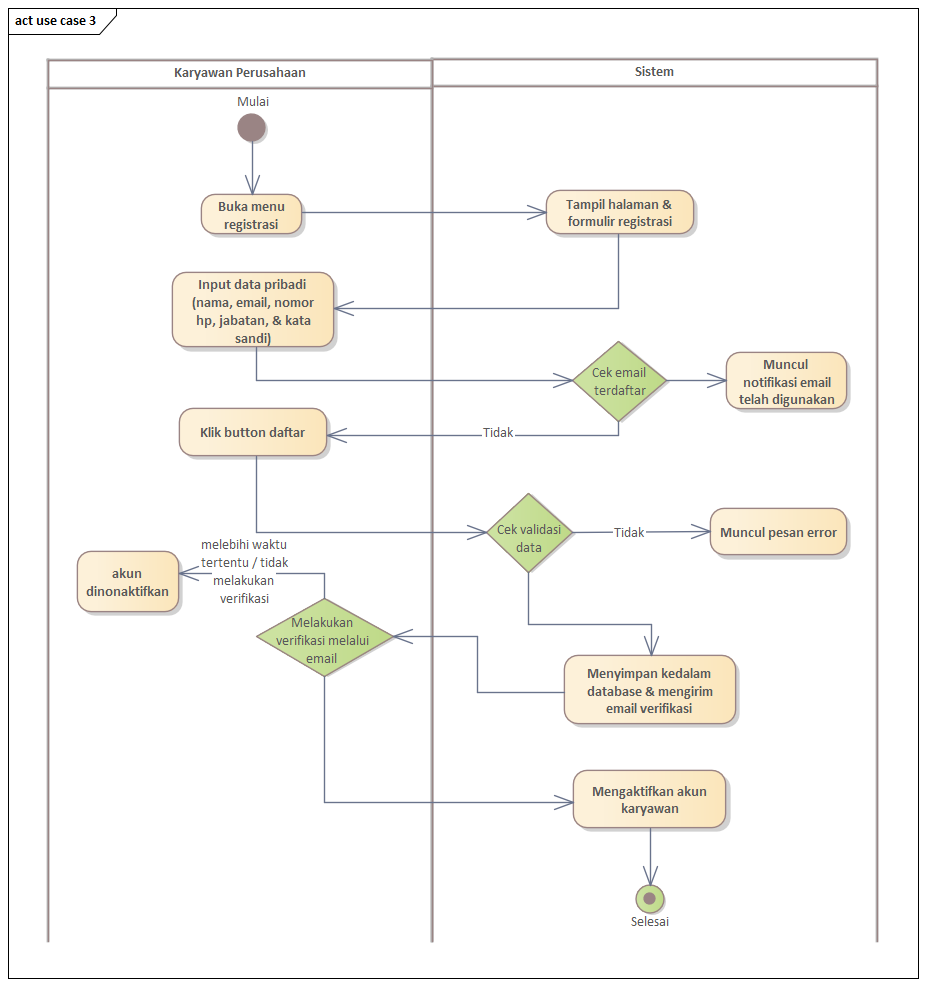 act use case 3
Karyawan Perusahaan
Sistem
Mulai
Buka menu
registrasi
Tampil halaman &
formulir registrasi
Input data pribadi
(nama, email, nomor
hp, jabatan, & kata
sandi)
Cek email
terdaftar
Muncul
notifikasi email
telah digunakan
Tidak
Klik button daftar
Cek validasi
data
Tidak
Muncul pesan error
melebihi waktu
tertentu / tidak
melakukan
verifikasi
akun
dinonaktifkan
Melakukan
verifikasi melalui
email
Menyimpan kedalam
database & mengirim
email verifikasi
Mengaktifkan akun
karyawan
Selesai